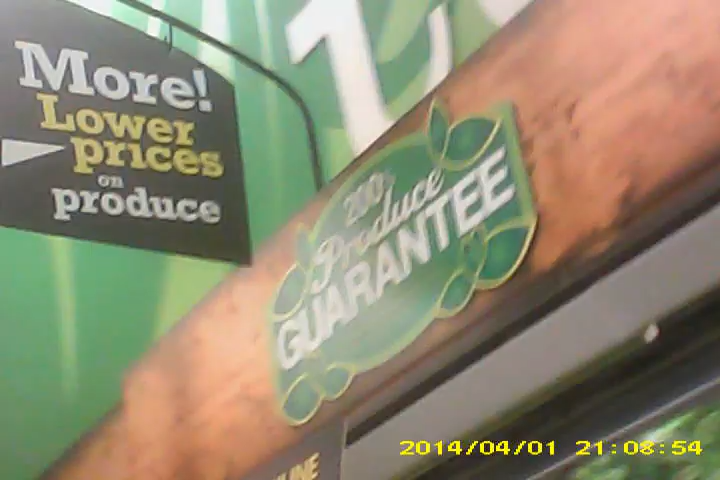 More!
Lower
prices
on
produce
200%
Produce
GUARANTEE
2014/04/01 21:08:54